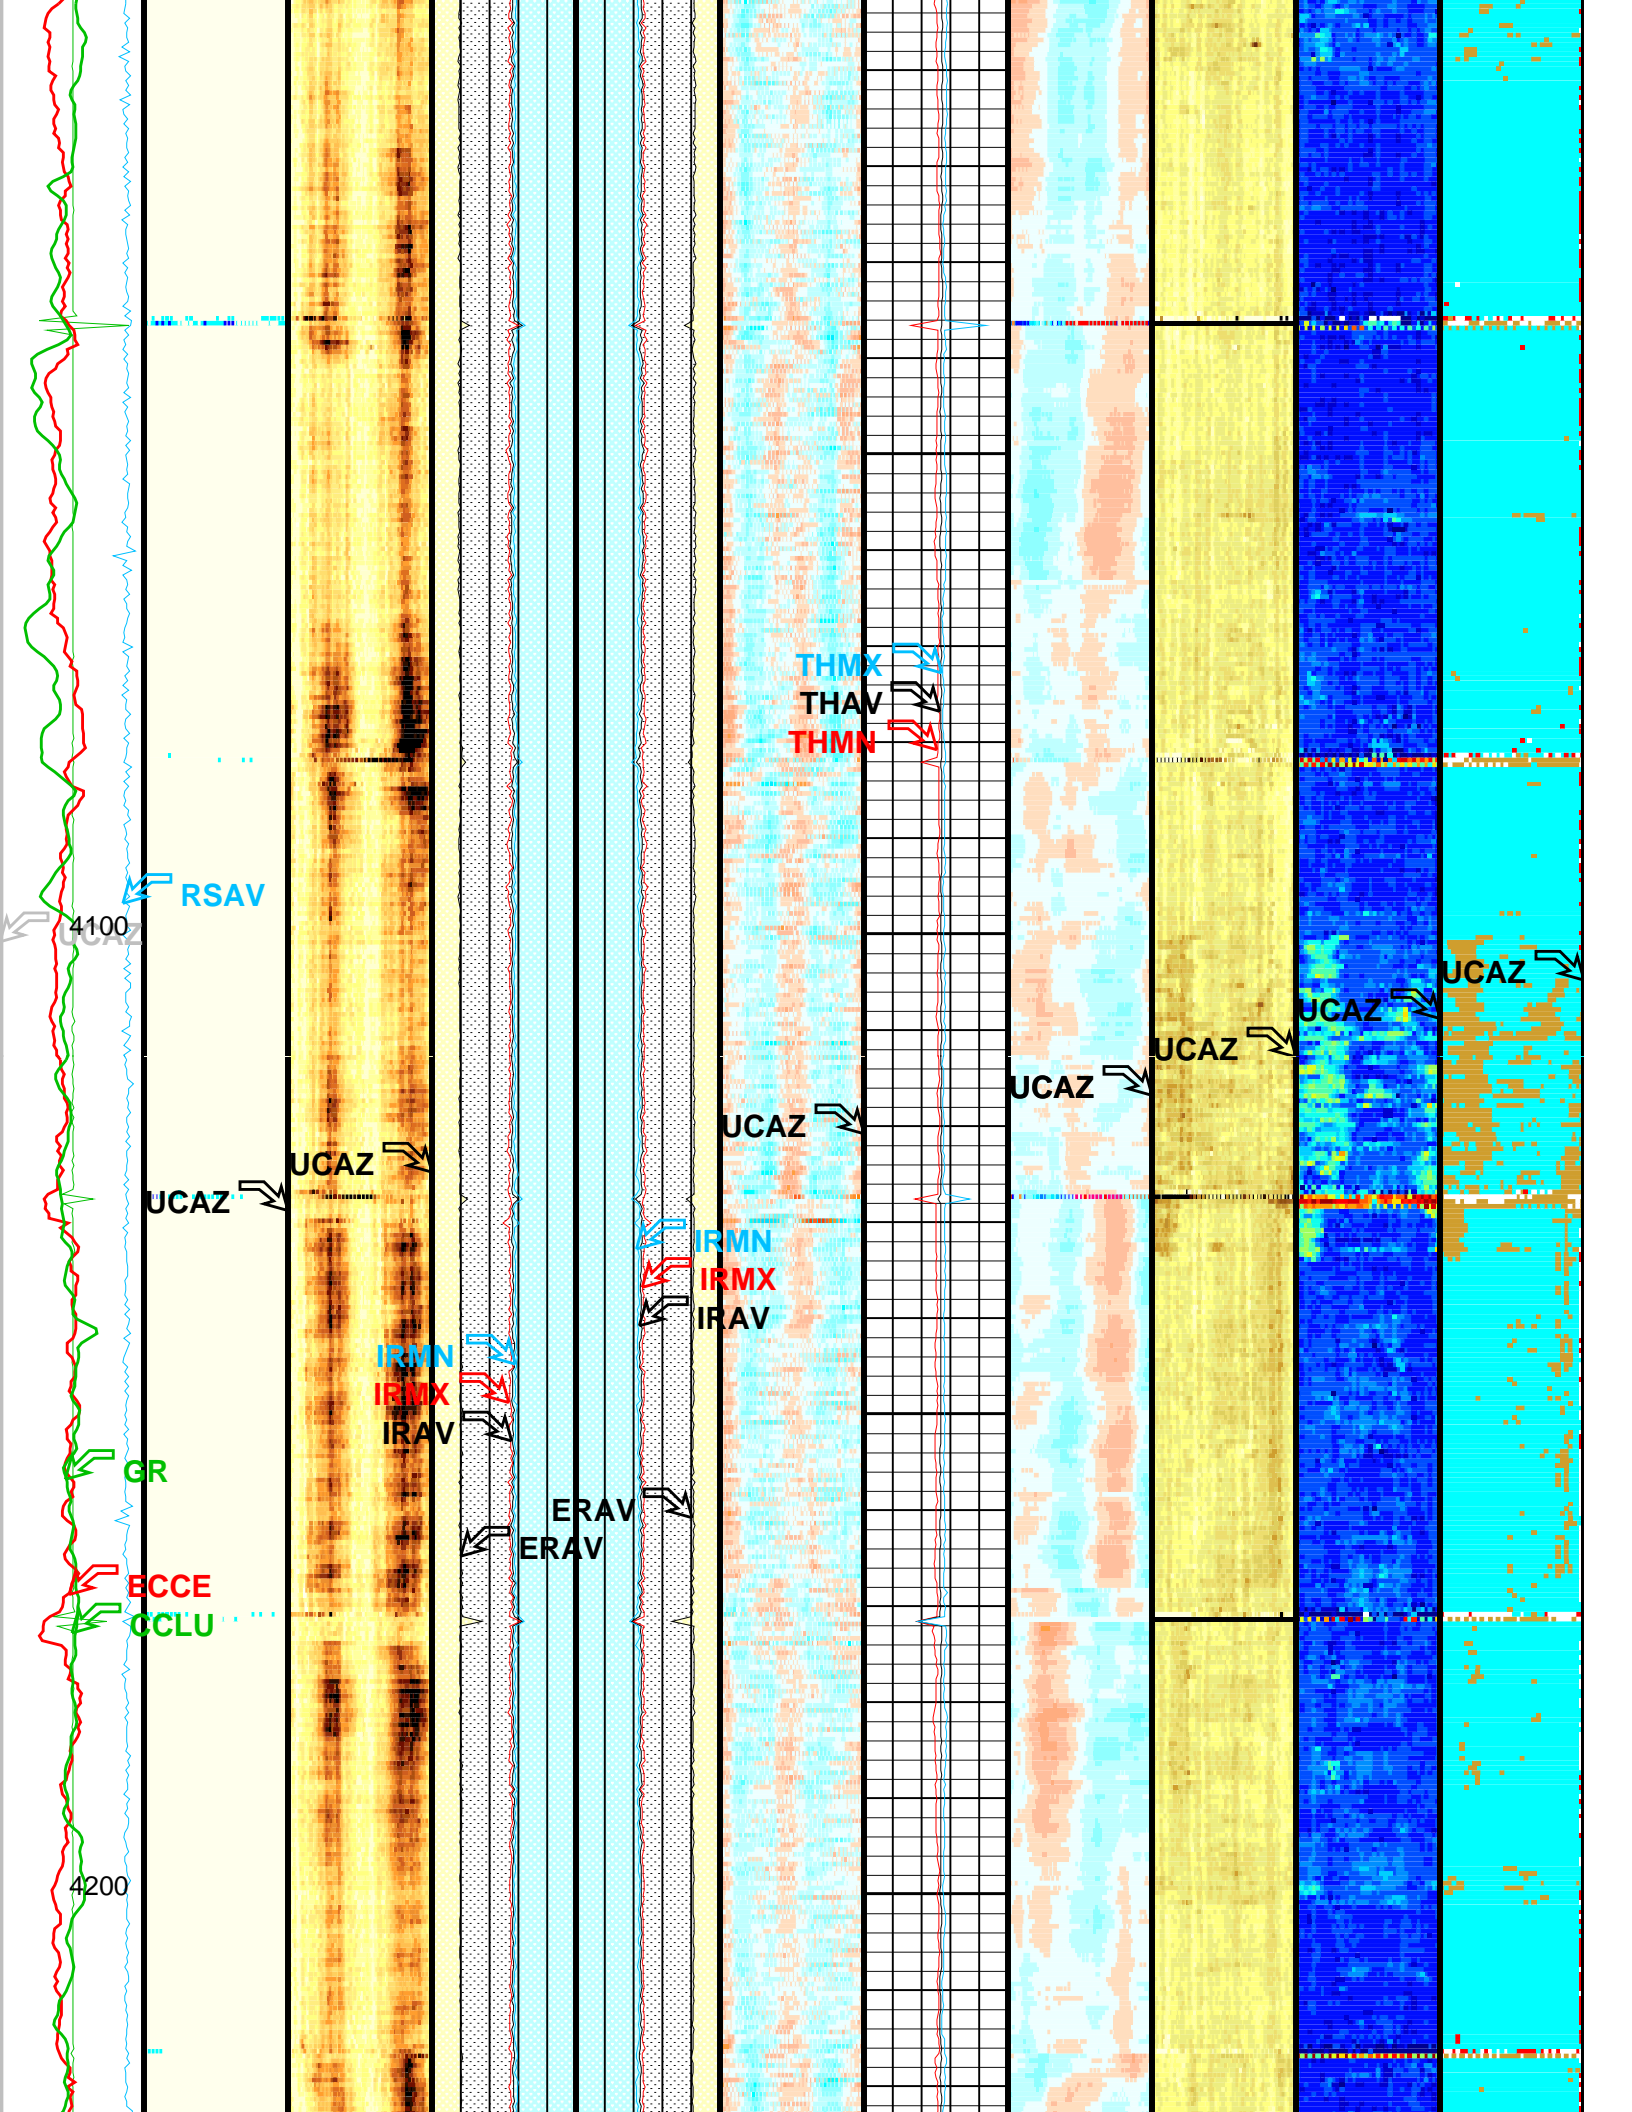 THMX
THAV
THMN
RSAV
4100
UCAZ
UCAZ
UCAZ
UCAZ
UCAZ
UCAZ
UCAZ
UCAZ
IRMN
IRMX
IRAV
IRMN
IRMX
IRAV
GR
ERAV
ERAV
ECCE
CCLU
4200